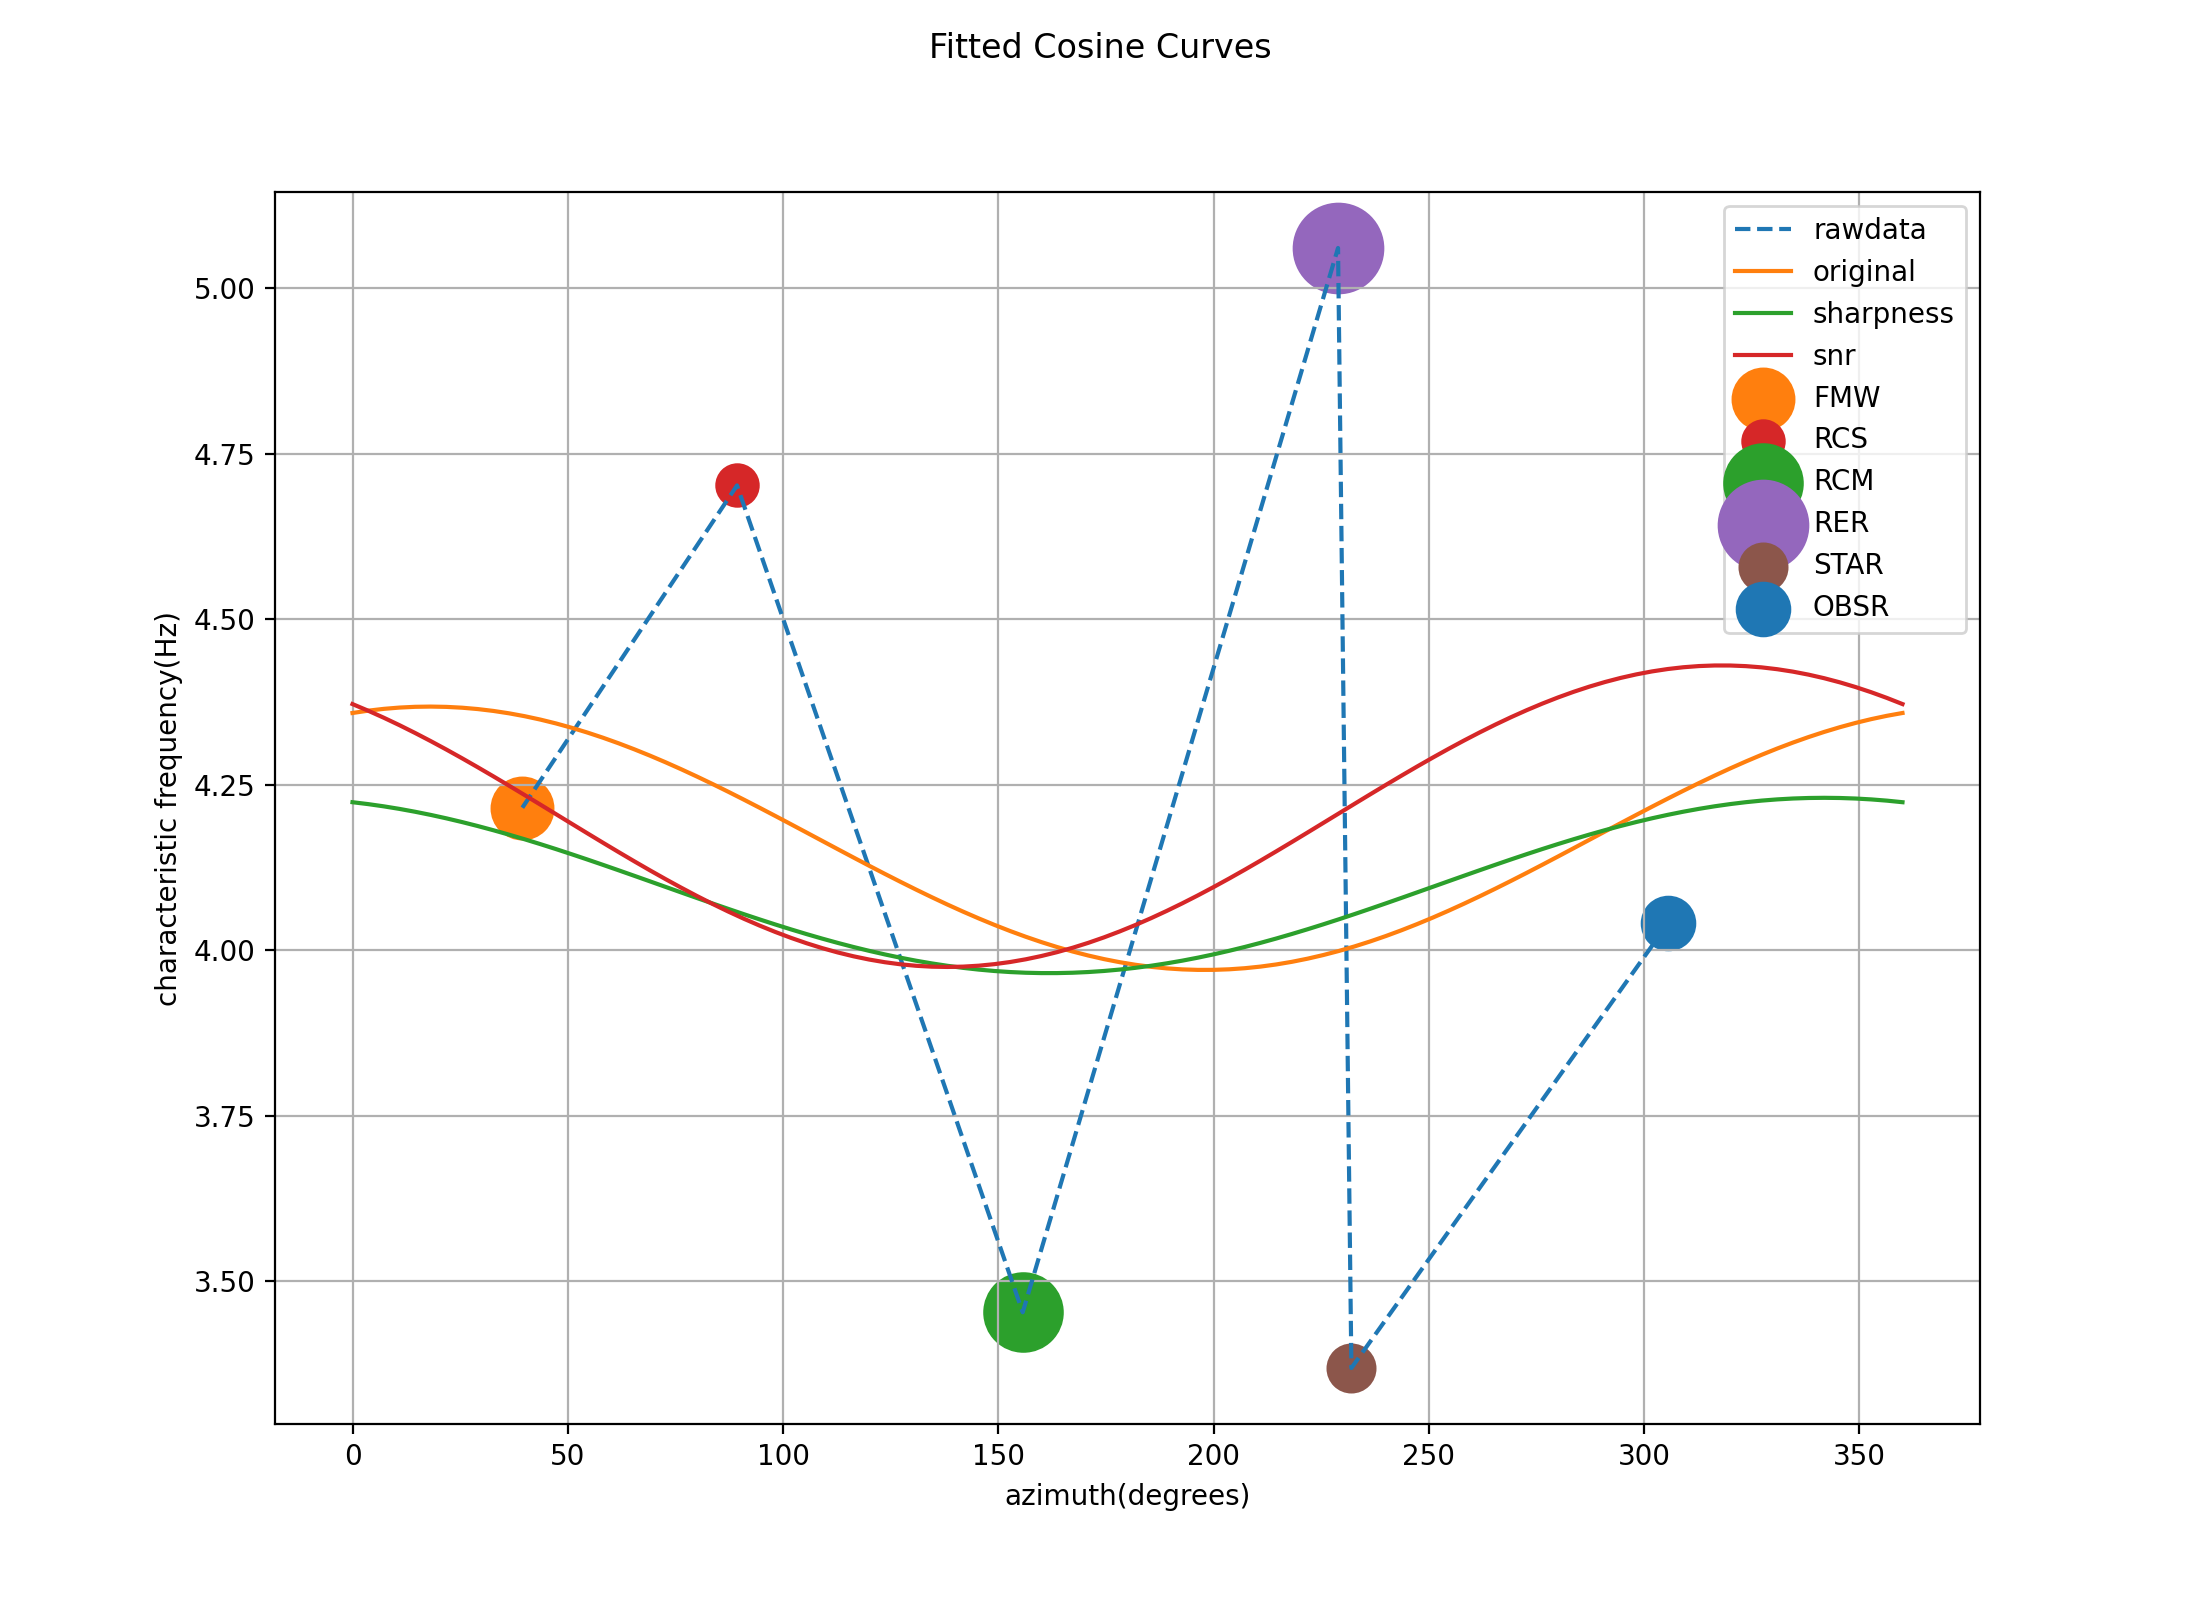 Fitted Cosine Curves
characteristic frequency(Hz)
5.00
4.75
4.50
4.25
4.00
3.75
3.50
rawdata
original
sharpness
snr
FMW
RCS
RCM
RER
STAR
OBSR
0 50 100 150 200 250 300 350
azimuth(degrees)